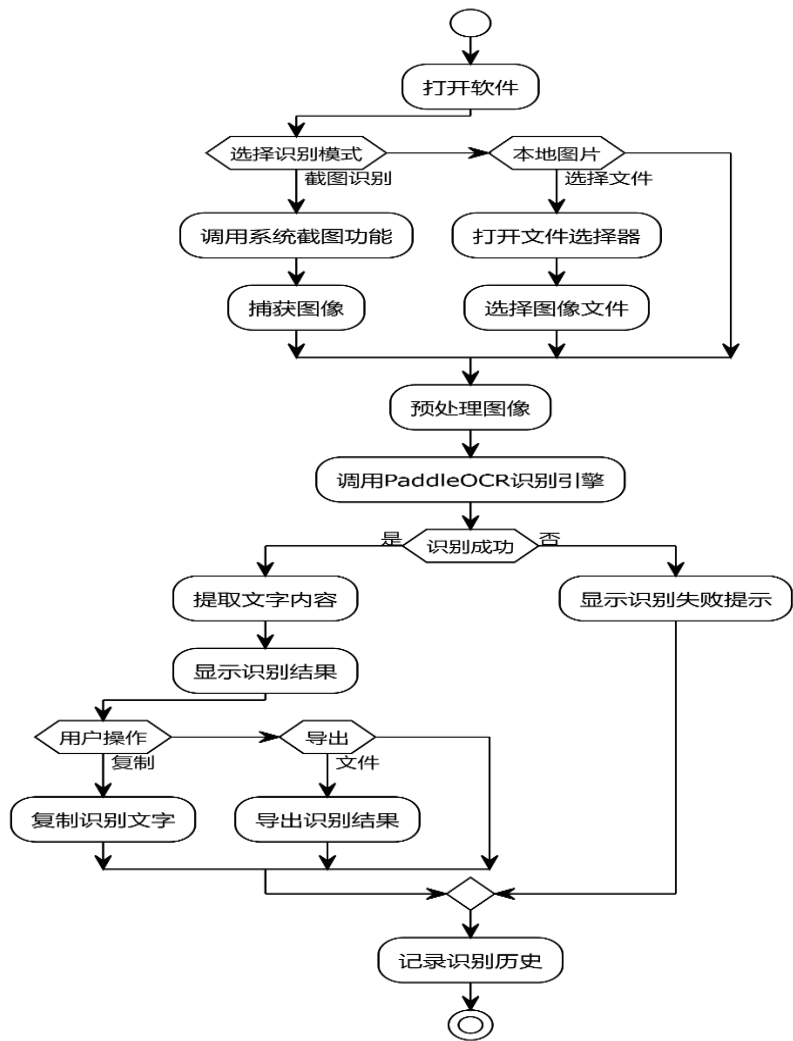 打开软件
选择识别模式
本地图片
截图识别
选择文件
调用系统截图功能
打开文件选择器
捕获图像
选择图像文件
预处理图像
调用PaddleOCR识别引擎
是
识别成功
否
提取文字内容
显示识别失败提示
显示识别结果
用户操作
导出
复制
文件
复制识别文字
导出识别结果
记录识别历史